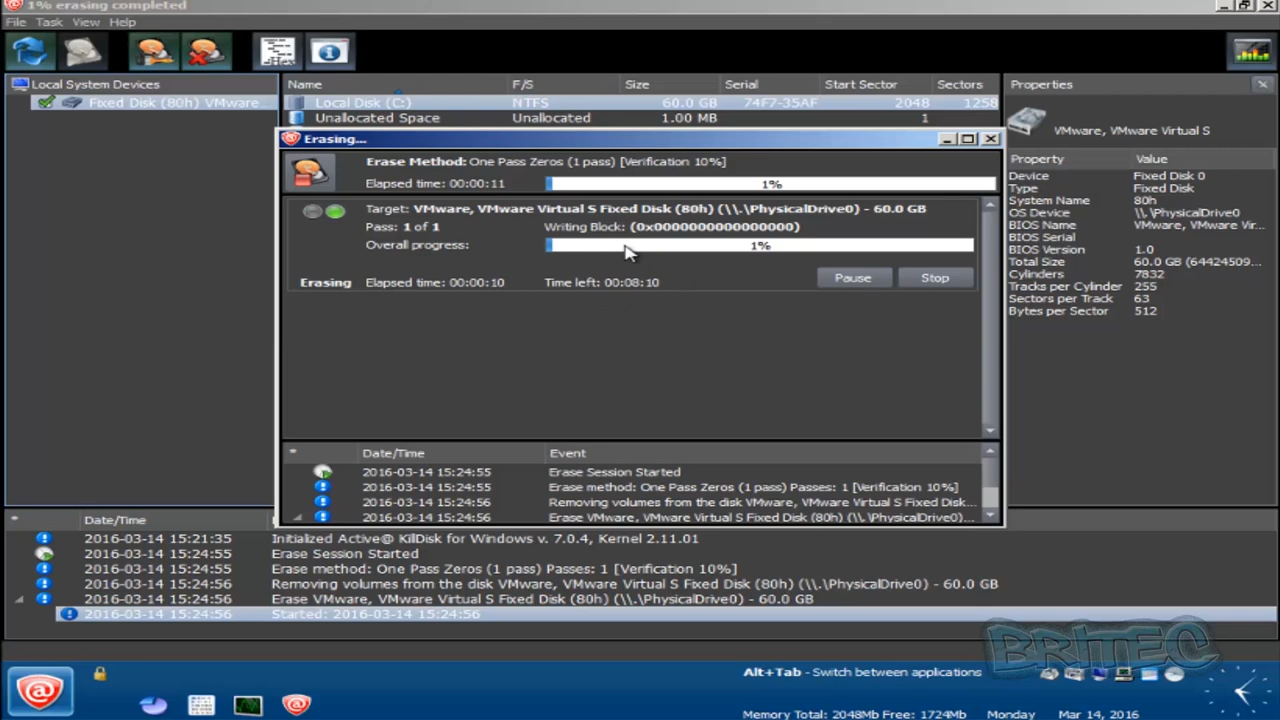 1% erasing completed
File Task View Help
Hex
Local System Devices
Fixed Disk (80h) VMware...
Name F/S Size Serial Start Sector Sectors
Local Disk (C:) NTFS 60.0 GB 74F7-35AF 2048 1258
Unallocated Space Unallocated 1.00 MB 1
Properties
VMware, VMware Virtual S
Property Value
Device Fixed Disk 0
Type Fixed Disk
System Name 80h
OS Device \\.\PhysicalDrive0
BIOS Name VMware, VMware Vir...
BIOS Serial
BIOS Version 1.0
Total Size 60.0 GB (64424509...
Cylinders 7832
Tracks per Cylinder 255
Sectors per Track 63
Bytes per Sector 512
Erasing...
Erase Method: One Pass Zeros (1 pass) [Verification 10%]
Elapsed time: 00:00:11 1%
Target: VMware, VMware Virtual S Fixed Disk (80h) (\\.\PhysicalDrive0) - 60.0 GB
Pass: 1 of 1 Writing Block: (0x0000000000000000)
Overall progress: 1%
Erasing Elapsed time: 00:00:10 Time left: 00:08:10 Pause Stop
* Date/Time Event
2016-03-14 15:24:55 Erase Session Started
2016-03-14 15:24:55 Erase method: One Pass Zeros (1 pass) Passes: 1 [Verification 10%]
2016-03-14 15:24:56 Removing volumes from the disk VMware, VMware Virtual S Fixed Disk...
2016-03-14 15:24:56 Erase VMware, VMware Virtual S Fixed Disk (80h) (\\.\PhysicalDrive0)...
* Date/Time
2016-03-14 15:21:35 Initialized Active@ KillDisk for Windows v. 7.0.4, Kernel 2.11.01
2016-03-14 15:24:55 Erase Session Started
2016-03-14 15:24:55 Erase method: One Pass Zeros (1 pass) Passes: 1 [Verification 10%]
2016-03-14 15:24:56 Removing volumes from the disk VMware, VMware Virtual S Fixed Disk (80h) (\\.\PhysicalDrive0) - 60.0 GB
2016-03-14 15:24:56 Erase VMware, VMware Virtual S Fixed Disk (80h) (\\.\PhysicalDrive0) - 60.0 GB
2016-03-14 15:24:56 Started: 2016-03-14 15:24:56
BRITEC
Alt+Tab - Switch between applications
Memory Total: 2048Mb Free: 1724Mb Monday Mar 14, 2016